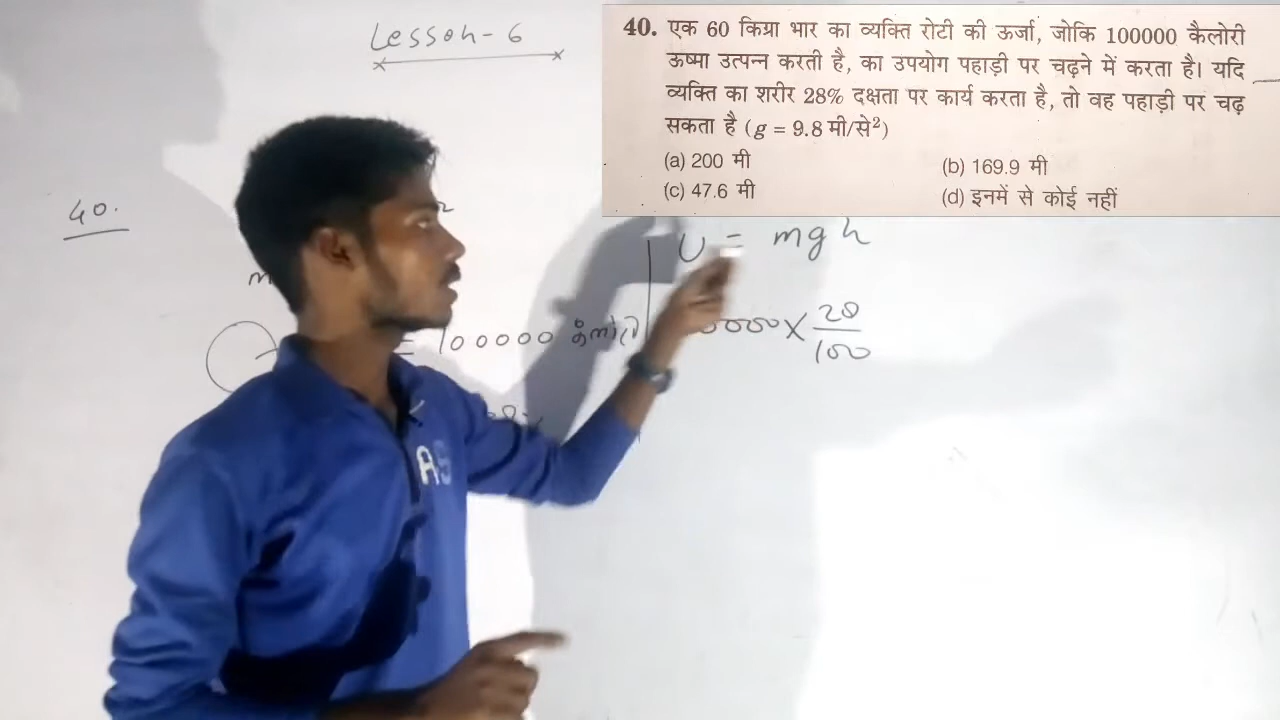 Lesson-6
40. एक 60 किग्रा भार का व्यक्ति रोटी की ऊर्जा, जोकि 100000 कैलोरी
ऊष्मा उत्पन्न करती है, का उपयोग पहाड़ी पर चढ़ने में करता है। यदि
व्यक्ति का शरीर 28% दक्षता पर कार्य करता है, तो वह पहाड़ी पर चढ़
सकता है (g = 9.8 मी/से²)
(a) 200 मी (b) 169.9 मी
(c) 47.6 मी (d) इनमें से कोई नहीं
40.
U = mgh
= 100000 कैलोरी
0000 × 28/100
AS